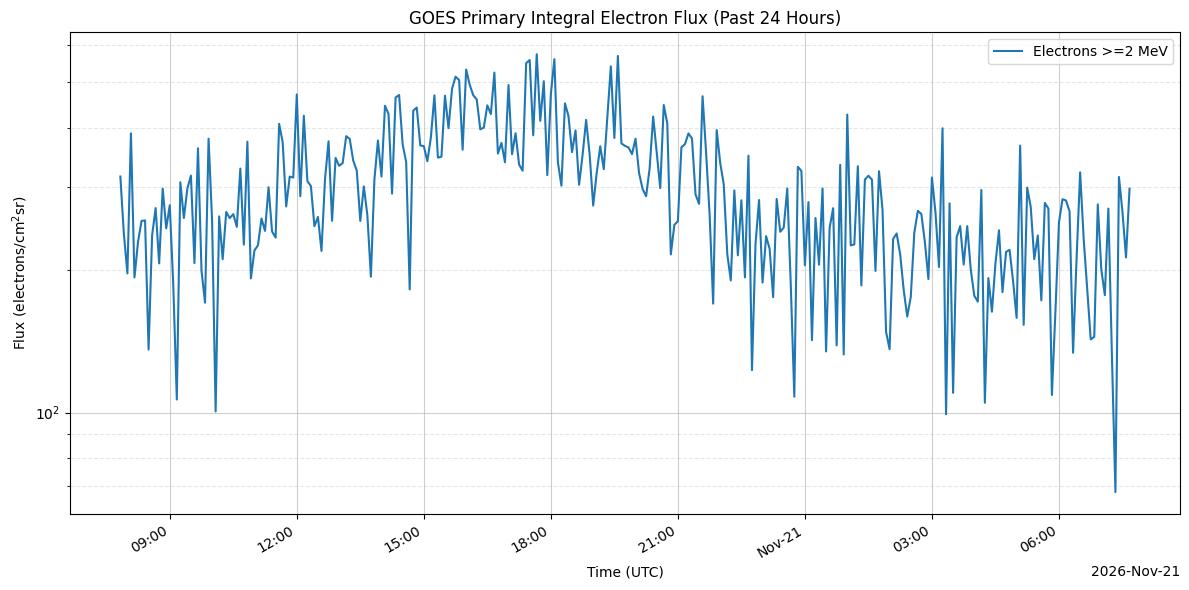 GOES Primary Integral Electron Flux (Past 24 Hours)
Electrons >=2 MeV
Flux (electrons/cm²sr)
10²
09:00
12:00
15:00
18:00
21:00
Nov-21
03:00
06:00
Time (UTC)
2026-Nov-21